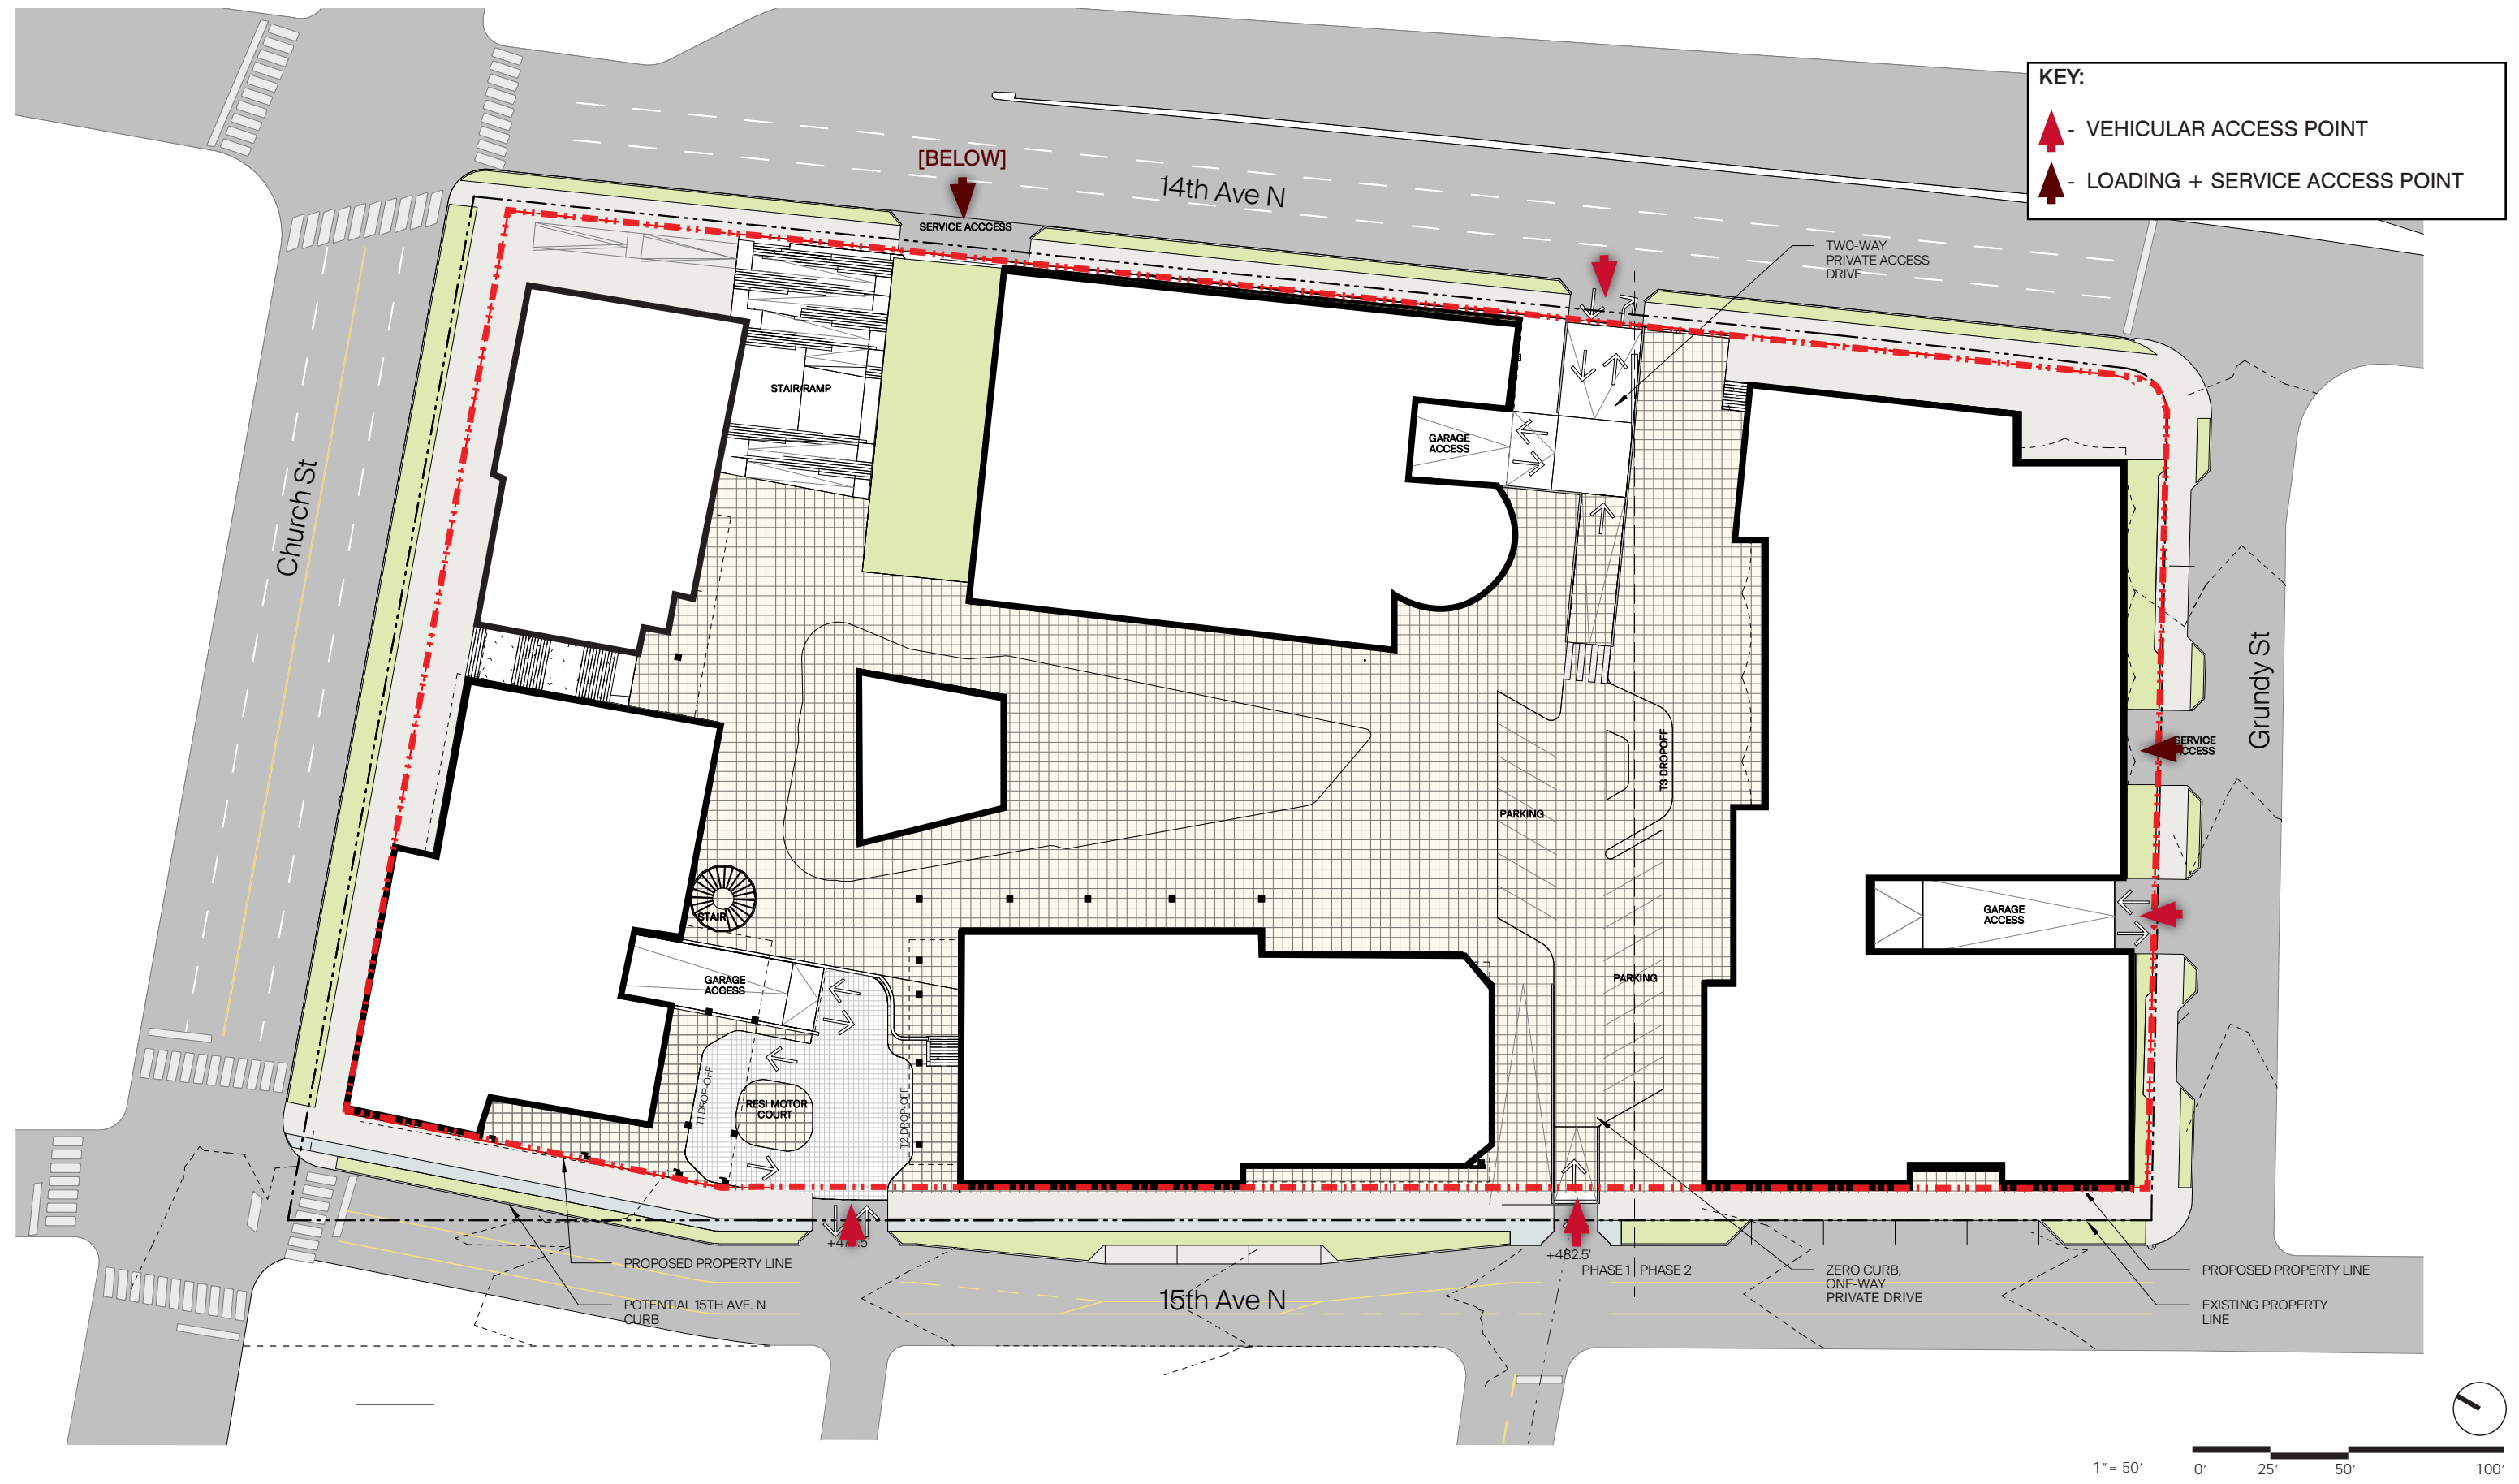 KEY:
- VEHICULAR ACCESS POINT
- LOADING + SERVICE ACCESS POINT
[BELOW]
SERVICE ACCCESS
14th Ave N
TWO-WAY
PRIVATE ACCESS
DRIVE
STAIR/RAMP
GARAGE
ACCESS
Church St
Grundy St
T3 DROPOFF
SERVICE
ACCESS
PARKING
STAIR
GARAGE
ACCESS
GARAGE
ACCESS
PARKING
T1 DROP-OFF
RESI MOTOR
COURT
T2 DROP-OFF
+482.5'
PROPOSED PROPERTY LINE
PHASE 1
PHASE 2
ZERO CURB,
ONE-WAY
PRIVATE DRIVE
PROPOSED PROPERTY LINE
POTENTIAL 15TH AVE. N
CURB
15th Ave N
EXISTING PROPERTY
LINE
1"= 50'
0'
25'
50'
100'